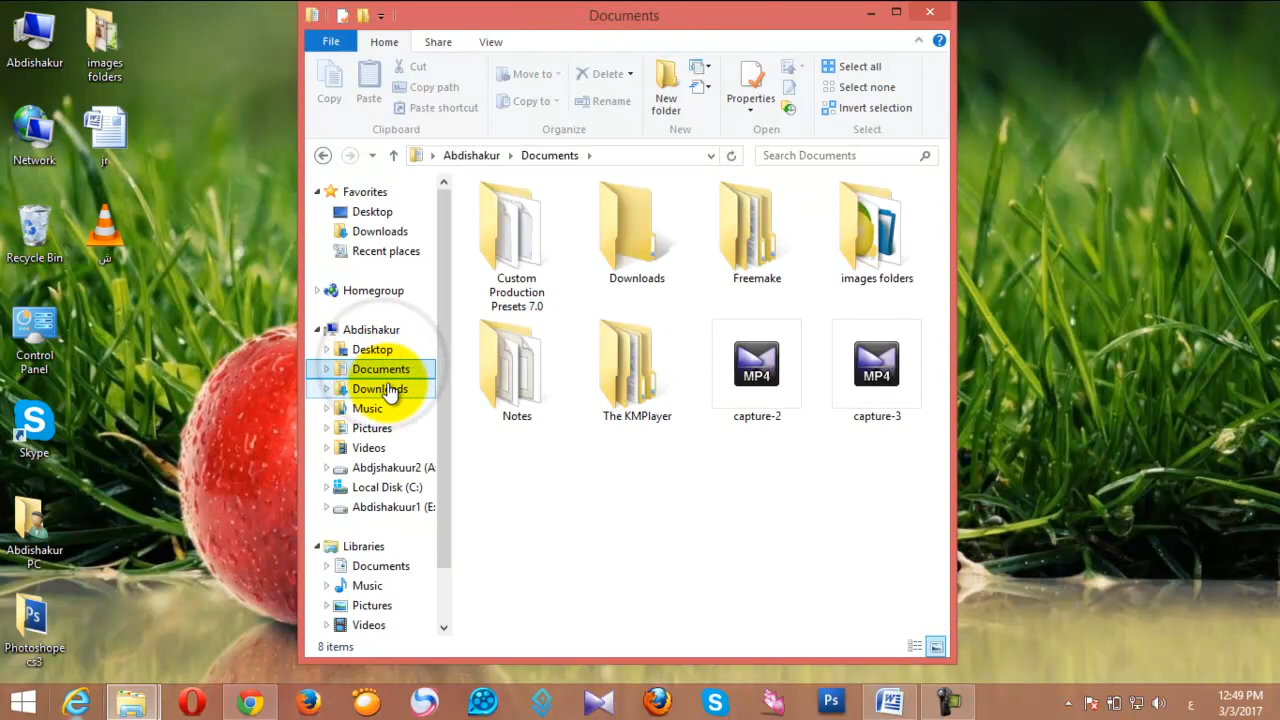 Documents
File
Home
Share
View
Copy
Paste
Cut
Copy path
Paste shortcut
Clipboard
Move to
Copy to
Delete
Rename
Organize
New
folder
New
Properties
Open
Select all
Select none
Invert selection
Select
Abdishakur
Documents
Search Documents
Favorites
Desktop
Downloads
Recent places
Homegroup
Abdishakur
Desktop
Documents
Downloads
Music
Pictures
Videos
Abdjshakuur2 (A:
Local Disk (C:)
Abdishakuur1 (E:
Libraries
Documents
Music
Pictures
Videos
Custom
Production
Presets 7.0
Downloads
Freemake
images folders
Notes
The KMPlayer
MP4
capture-2
MP4
capture-3
8 items
Abdishakur
images
folders
Network
jr
Recycle Bin
ش
Control
Panel
Skype
Abdishakur
PC
Ps
Photoshope
cs3
Ps
ع
12:49 PM
3/3/2017